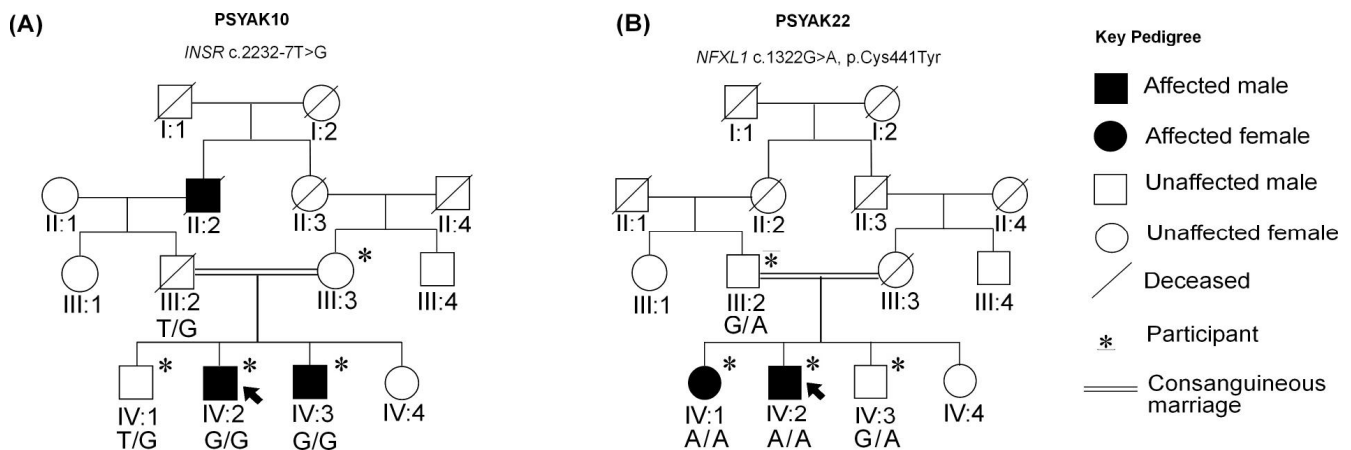 (A)
PSYAK10
INSR c.2232-7T>G
I:1
I:2
II:1
II:2
II:3
II:4
III:1
III:2
T/G
III:3
*
III:4
IV:1
T/G
*
IV:2
G/G
*
IV:3
G/G
*
IV:4
(B)
PSYAK22
NFXL1 c.1322G>A, p.Cys441Tyr
I:1
I:2
II:1
II:2
II:3
II:4
III:1
III:2
G/A
*
III:3
III:4
IV:1
A/A
*
IV:2
A/A
*
IV:3
G/A
*
IV:4
Key Pedigree
Affected male
Affected female
Unaffected male
Unaffected female
Deceased
* Participant
Consanguineous
marriage